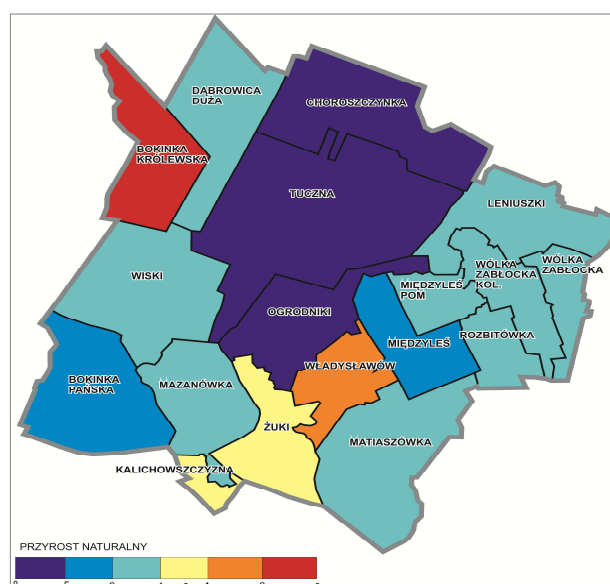 DĄBROWICA
DUŻA
CHOROSZCZYNKA
BOKINKA
KRÓLEWSKA
TUCZNA
LENIUSZKI
WÓLKA
ZABŁOCKA
KOL.
WÓLKA
ZABŁOCKA
WISKI
MIĘDZYLEŚ
POM
OGRODNIKI
MIĘDZYLEŚ
ROZBITÓWKA
WŁADYSŁAWÓW
BOKINKA
PAŃSKA
MAZANÓWKA
ŻUKI
MATIASZÓWKA
KALICHOWSZCZYZNA
PRZYROST NATURALNY